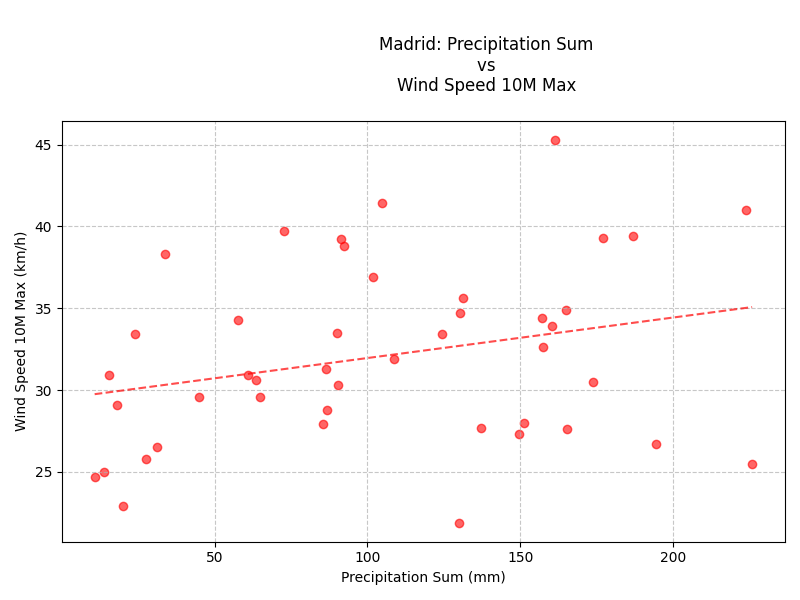 Madrid: Precipitation Sum
vs
Wind Speed 10M Max
45
40
35
30
25
Wind Speed 10M Max (km/h)
50
100
150
200
Precipitation Sum (mm)